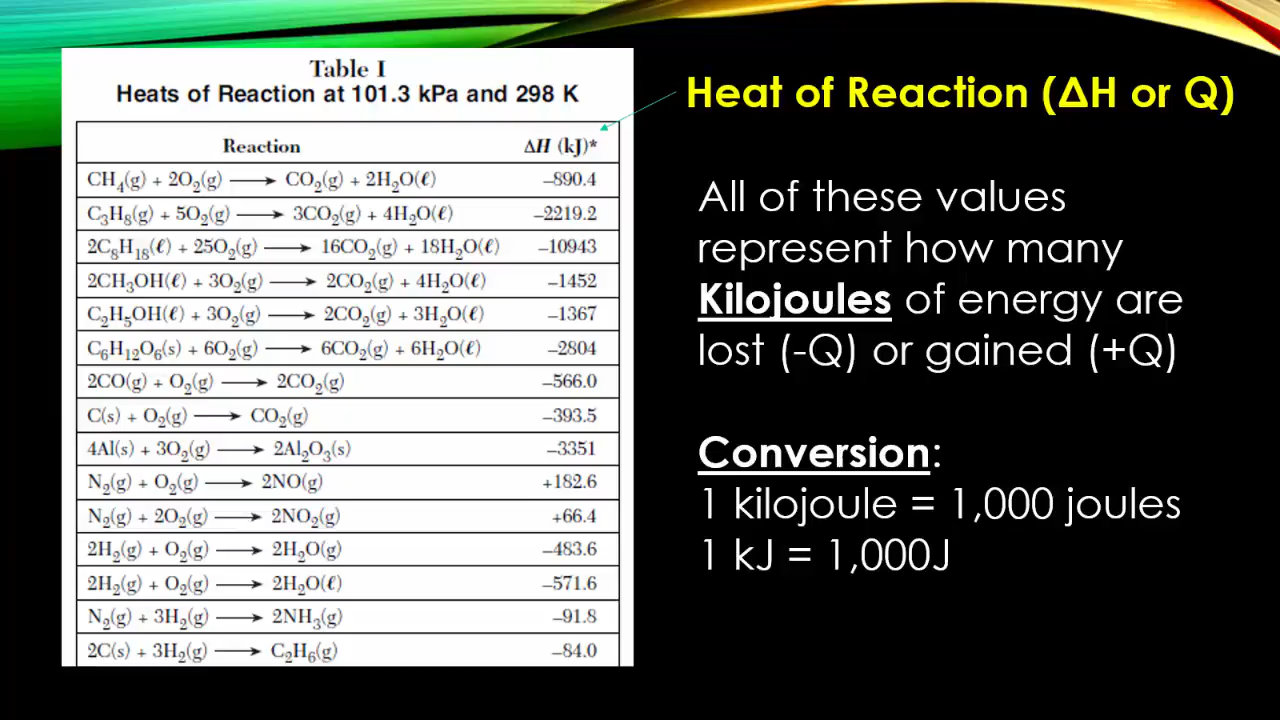 Table I
Heats of Reaction at 101.3 kPa and 298 K
Reaction ΔH (kJ)*
CH₄(g) + 2O₂(g) ⟶ CO₂(g) + 2H₂O(ℓ) –890.4
C₃H₈(g) + 5O₂(g) ⟶ 3CO₂(g) + 4H₂O(ℓ) –2219.2
2C₈H₁₈(ℓ) + 25O₂(g) ⟶ 16CO₂(g) + 18H₂O(ℓ) –10943
2CH₃OH(ℓ) + 3O₂(g) ⟶ 2CO₂(g) + 4H₂O(ℓ) –1452
C₂H₅OH(ℓ) + 3O₂(g) ⟶ 2CO₂(g) + 3H₂O(ℓ) –1367
C₆H₁₂O₆(s) + 6O₂(g) ⟶ 6CO₂(g) + 6H₂O(ℓ) –2804
2CO(g) + O₂(g) ⟶ 2CO₂(g) –566.0
C(s) + O₂(g) ⟶ CO₂(g) –393.5
4Al(s) + 3O₂(g) ⟶ 2Al₂O₃(s) –3351
N₂(g) + O₂(g) ⟶ 2NO(g) +182.6
N₂(g) + 2O₂(g) ⟶ 2NO₂(g) +66.4
2H₂(g) + O₂(g) ⟶ 2H₂O(g) –483.6
2H₂(g) + O₂(g) ⟶ 2H₂O(ℓ) –571.6
N₂(g) + 3H₂(g) ⟶ 2NH₃(g) –91.8
2C(s) + 3H₂(g) ⟶ C₂H₆(g) –84.0
Heat of Reaction (ΔH or Q)
All of these values
represent how many
Kilojoules of energy are
lost (-Q) or gained (+Q)
Conversion:
1 kilojoule = 1,000 joules
1 kJ = 1,000J